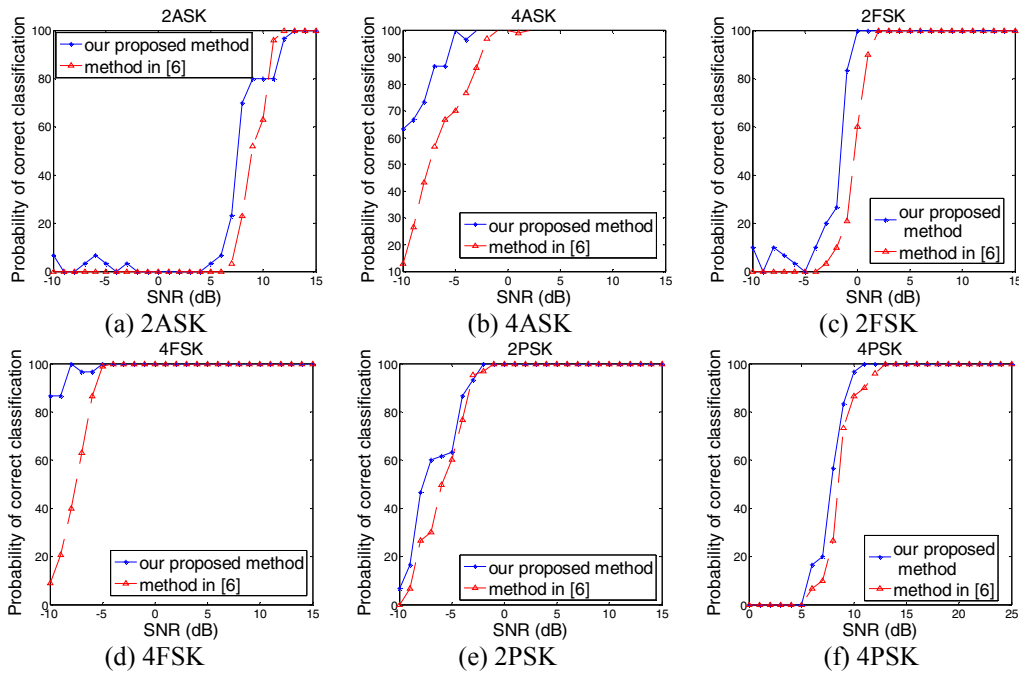 2ASK
Probability of correct classification
100
80
60
40
20
0
-10
-5
0
5
10
15
SNR (dB)
our proposed method
method in [6]
(a) 2ASK
4ASK
Probability of correct classification
100
90
80
70
60
50
40
30
20
10
-10
-5
0
5
10
15
SNR (dB)
our proposed method
method in [6]
(b) 4ASK
2FSK
Probability of correct classification
100
80
60
40
20
0
-10
-5
0
5
10
15
SNR (dB)
our proposed
method
method in [6]
(c) 2FSK
4FSK
Probability of correct classification
100
80
60
40
20
0
-10
-5
0
5
10
15
SNR (dB)
our proposed method
method in [6]
(d) 4FSK
2PSK
Probability of correct classification
100
80
60
40
20
0
-10
-5
0
5
10
15
SNR (dB)
our proposed method
method in [6]
(e) 2PSK
4PSK
Probability of correct classification
100
80
60
40
20
0
0
5
10
15
20
25
SNR (dB)
our proposed
method
method in [6]
(f) 4PSK